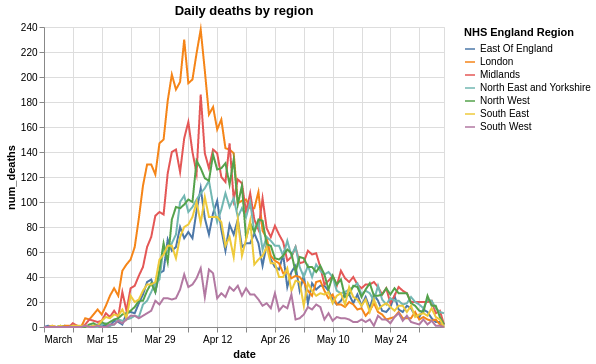 Daily deaths by region
num_deaths
240
220
200
180
160
140
120
100
80
60
40
20
0
March
Mar 15
Mar 29
Apr 12
Apr 26
May 10
May 24
date
NHS England Region
East Of England
London
Midlands
North East and Yorkshire
North West
South East
South West